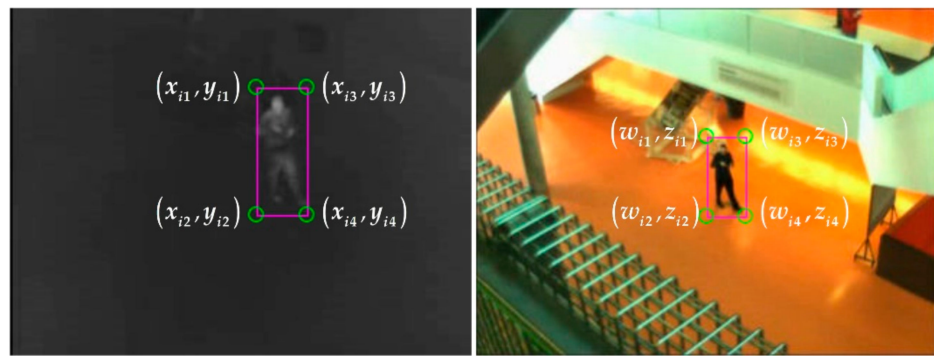 (x_{i1}, y_{i1}) (x_{i3}, y_{i3})
(x_{i2}, y_{i2}) (x_{i4}, y_{i4})
(w_{i1}, z_{i1}) (w_{i3}, z_{i3})
(w_{i2}, z_{i2}) (w_{i4}, z_{i4})